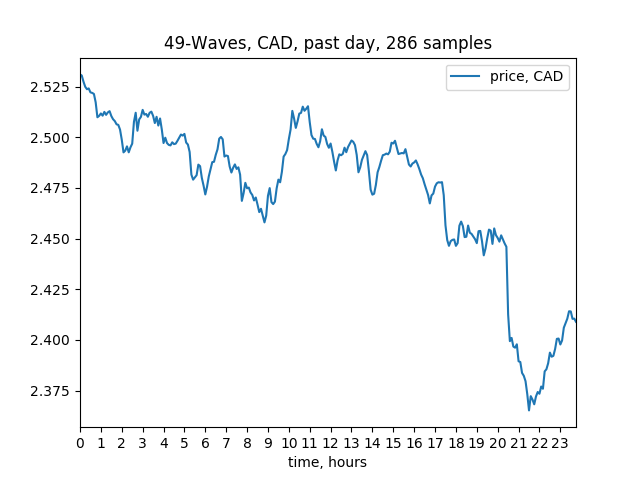 49-Waves, CAD, past day, 286 samples
price, CAD
2.525
2.500
2.475
2.450
2.425
2.400
2.375
0 1 2 3 4 5 6 7 8 9 10 11 12 13 14 15 16 17 18 19 20 21 22 23
time, hours